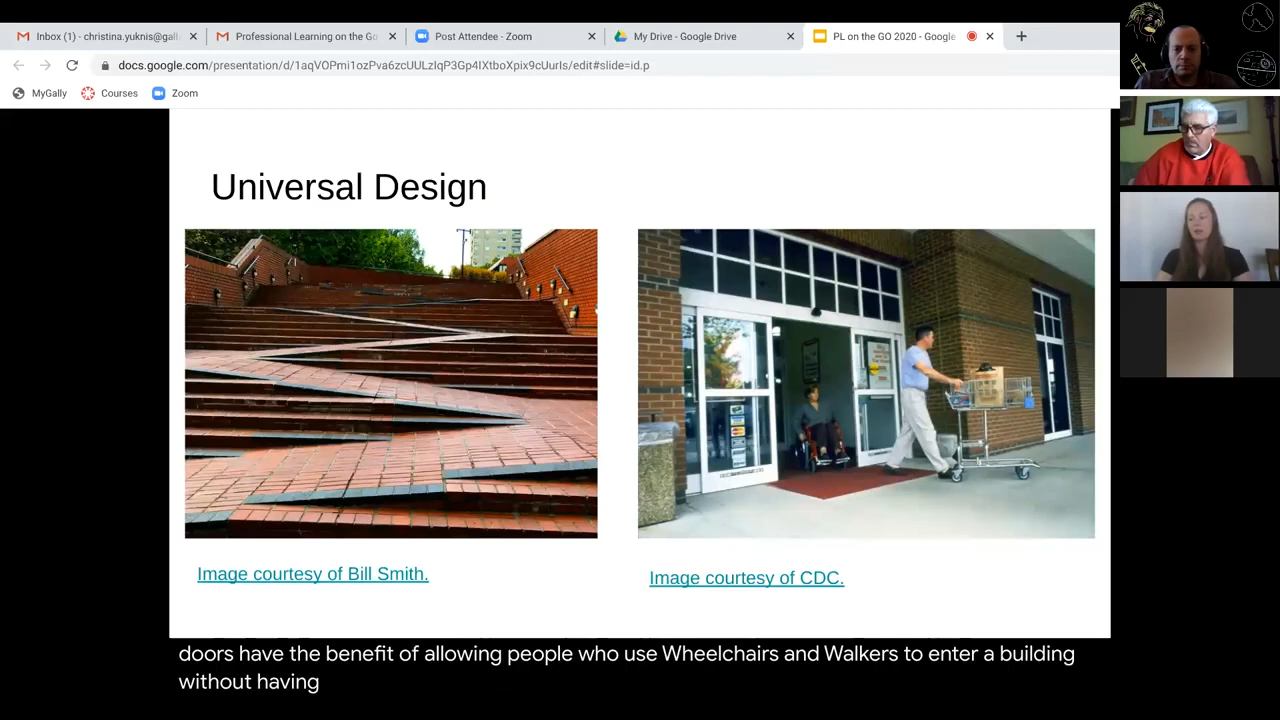 Inbox (1) - christina.yuknis@gall
Professional Learning on the Go
Post Attendee - Zoom
My Drive - Google Drive
PL on the GO 2020 - Google
docs.google.com/presentation/d/1aqVOPmi1ozPva6zcUULzIqP3Gp4IXtboXpix9cUurIs/edit#slide=id.p
MyGally
Courses
Zoom
Universal Design
Image courtesy of Bill Smith.
Image courtesy of CDC.
doors have the benefit of allowing people who use Wheelchairs and Walkers to enter a building
without having